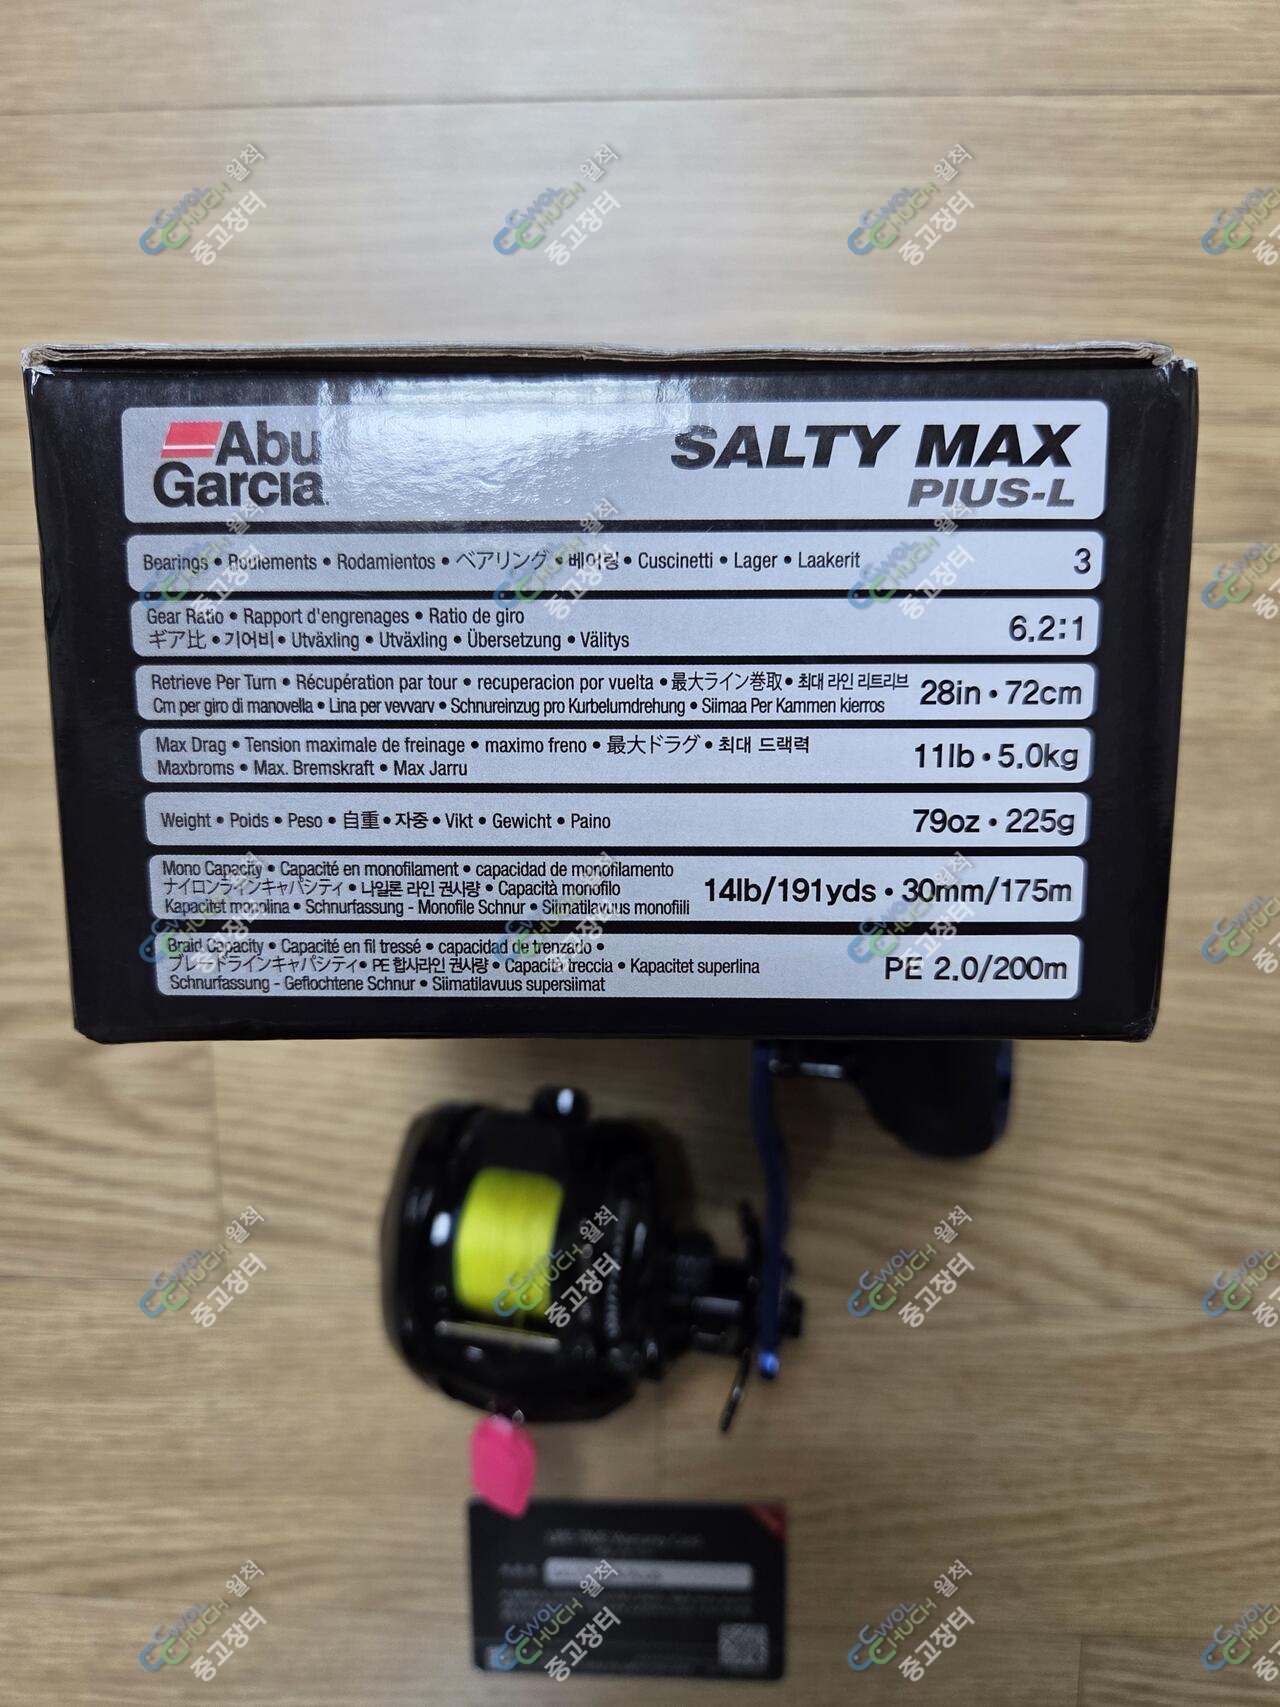 Abu
Garcia
SALTY MAX
PIUS-L
Bearings • Roulements • Rodamientos • ベアリング • 베어링 • Cuscinetti • Lager • Laakerit
3
Gear Ratio • Rapport d'engrenages • Ratio de giro
ギア比 • 기어비 • Utväxling • Utväxling • Übersetzung • Välitys
6.2:1
Retrieve Per Turn • Récupération par tour • recuperacion por vuelta • 最大ライン巻取 • 최대 라인 리트리브
Cm per giro di manovella • Lina per vevvarv • Schnureinzug pro Kurbelumdrehung • Siimaa Per Kammen kierros
28in • 72cm
Max Drag • Tension maximale de freinage • maximo freno • 最大ドラグ • 최대 드랙력
Maxbroms • Max. Bremskraft • Max Jarru
11lb • 5.0kg
Weight • Poids • Peso • 自重 • 자중 • Vikt • Gewicht • Paino
79oz • 225g
Mono Capacity • Capacité en monofilament • capacidad de monofilamento
ナイロンラインキャパシティ • 나일론 라인 권사량 • Capacità monofilo
Kapacitet monolina • Schnurfassung - Monofile Schnur • Siimatilavuus monofiili
14lb/191yds • 30mm/175m
Braid Capacity • Capacité en fil tressé • capacidad de trenzado •
ブレードラインキャパシティ • PE 합사라인 권사량 • Capacità treccia • Kapacitet superlina
Schnurfassung - Geflochtene Schnur • Siimatilavuus supersiimat
PE 2.0/200m
WOL
CHUCH 월척
중고장터